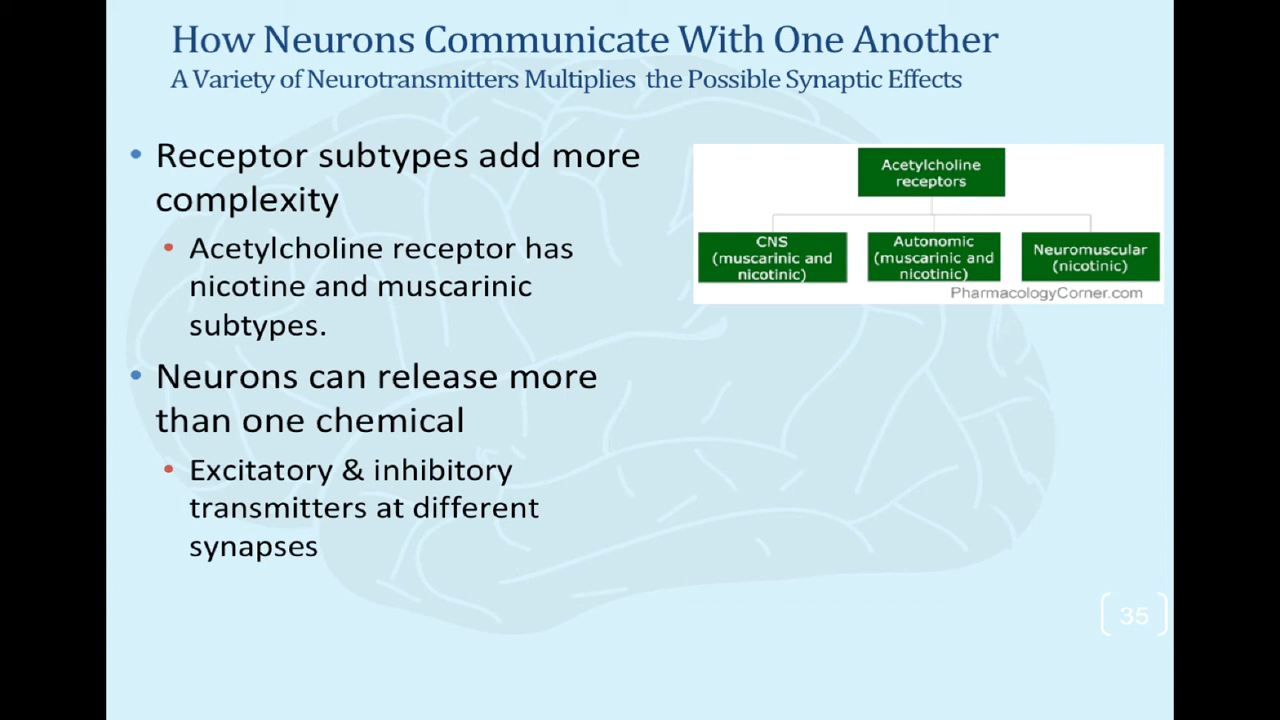 How Neurons Communicate With One Another
A Variety of Neurotransmitters Multiplies the Possible Synaptic Effects
• Receptor subtypes add more
complexity
• Acetylcholine receptor has
nicotine and muscarinic
subtypes.
• Neurons can release more
than one chemical
• Excitatory & inhibitory
transmitters at different
synapses
Acetylcholine
receptors
CNS
(muscarinic and
nicotinic)
Autonomic
(muscarinic and
nicotinic)
Neuromuscular
(nicotinic)
PharmacologyCorner.com
35